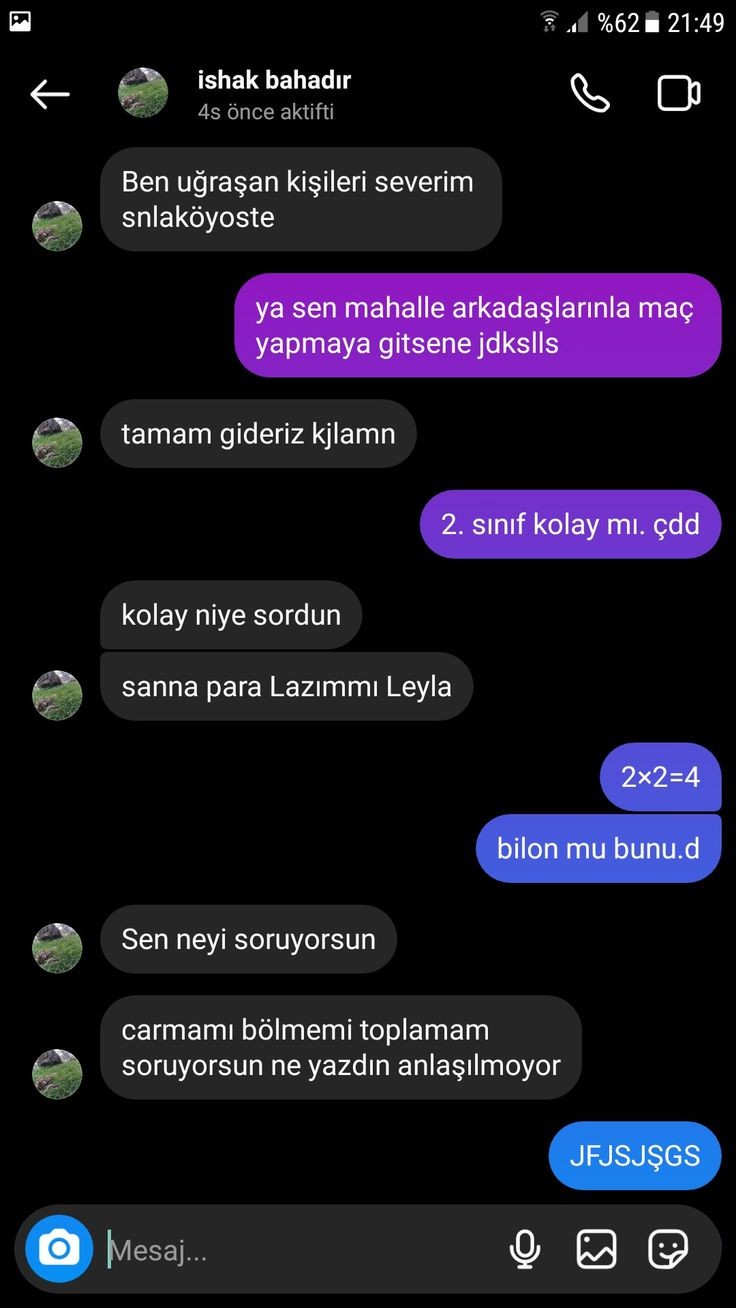 %62 21:49
ishak bahadır
4s önce aktifti
Ben uğraşan kişileri severim
snlaköyoste
ya sen mahalle arkadaşlarınla maç
yapmaya gitsene jdkslls
tamam gideriz kjlamn
2. sınıf kolay mı. çdd
kolay niye sordun
sanna para Lazımmı Leyla
2×2=4
bilon mu bunu.d
Sen neyi soruyorsun
carmamı bölmemi toplamam
soruyorsun ne yazdın anlaşılmoyor
JFJSJŞGS
Mesaj...